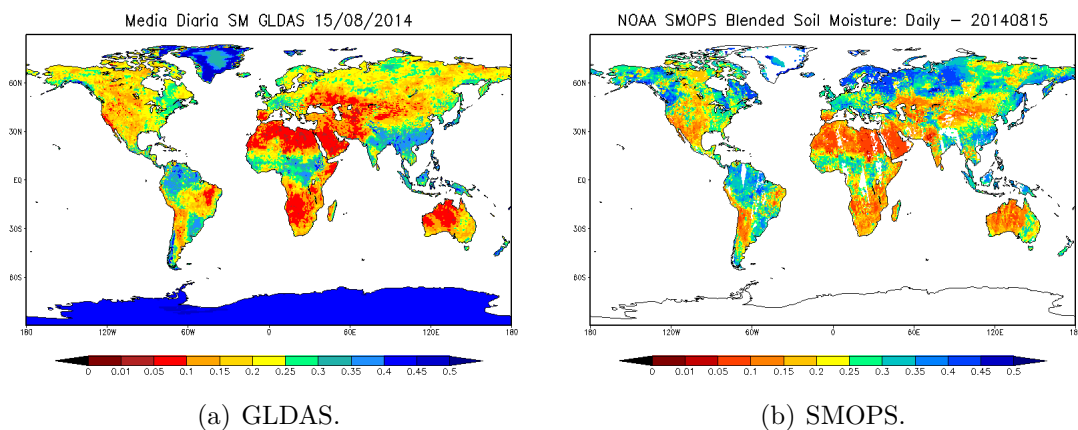 Media Diaria SM GLDAS 15/08/2014
60N
30N
EQ
30S
60S
180 120W 60W 0 60E 120E 180
0 0.01 0.05 0.1 0.15 0.2 0.25 0.3 0.35 0.4 0.45 0.5
(a) GLDAS.
NOAA SMOPS Blended Soil Moisture: Daily - 20140815
60N
30N
EQ
30S
60S
180 120W 60W 0 60E 120E 180
0 0.01 0.05 0.1 0.15 0.2 0.25 0.3 0.35 0.4 0.45 0.5
(b) SMOPS.